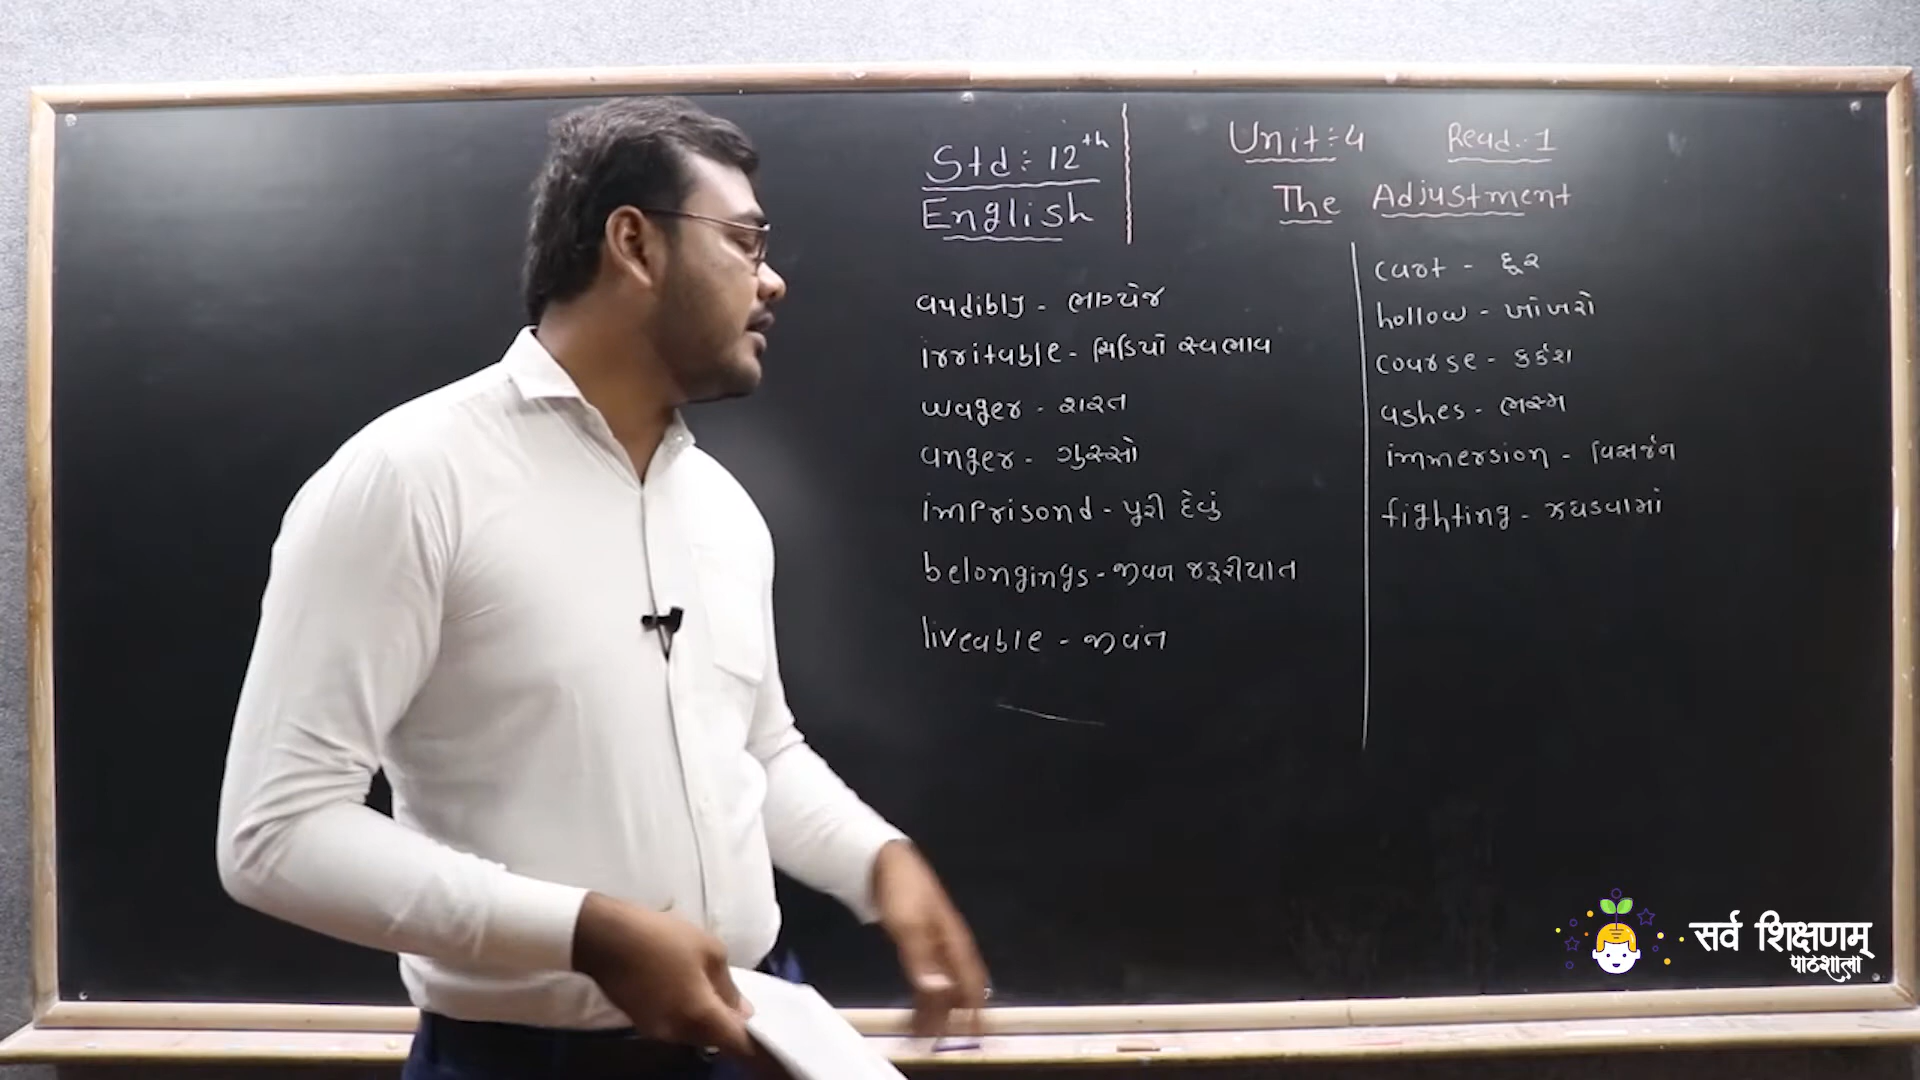 Std:- 12th
English
Unit:-4 Read.:1
The Adjustment
audibly - ભાગ્યેજ
irritable - ચિડિયો સ્વભાવ
wager - શરત
anger - ગુસ્સો
imprisond - પૂરી દેવું
belongings - જીવન જરૂરીયાત
liveable - જીવંત
curt - દૂર
hollow - ખોખરો
course - કર્કશ
ashes - ભસ્મ
immersion - વિસર્જન
fighting - ઝઘડવામાં
सर्व शिक्षणम्
पाठशाला